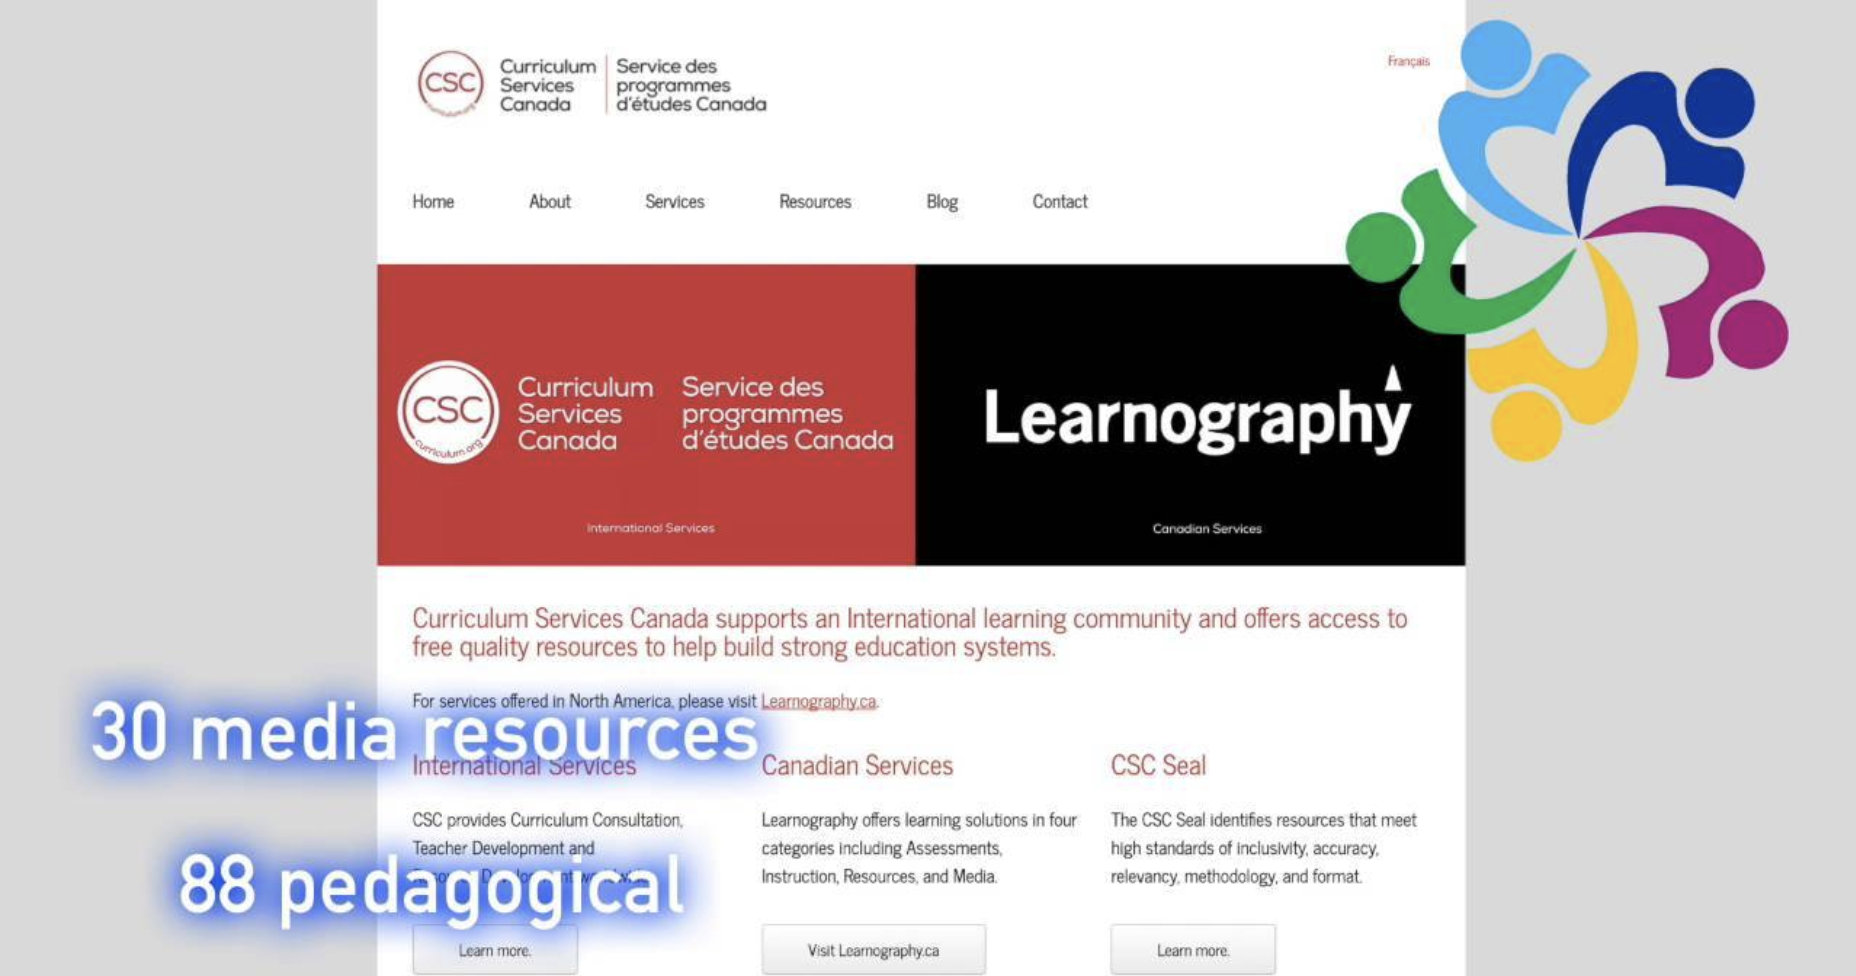 CSC
Curriculum
Services
Canada
Service des
programmes
d'études Canada
Français
Home
About
Services
Resources
Blog
Contact
CSC
curriculum.org
Curriculum
Services
Canada
Service des
programmes
d'études Canada
International Services
Learnography
Canadian Services
Curriculum Services Canada supports an International learning community and offers access to
free quality resources to help build strong education systems.
For services offered in North America, please visit Learnography.ca.
30 media resources
International Services
CSC provides Curriculum Consultation,
Teacher Development and
88 pedagogical
Learn more.
Canadian Services
Learnography offers learning solutions in four
categories including Assessments,
Instruction, Resources, and Media.
Visit Learnography.ca
CSC Seal
The CSC Seal identifies resources that meet
high standards of inclusivity, accuracy,
relevancy, methodology, and format.
Learn more.